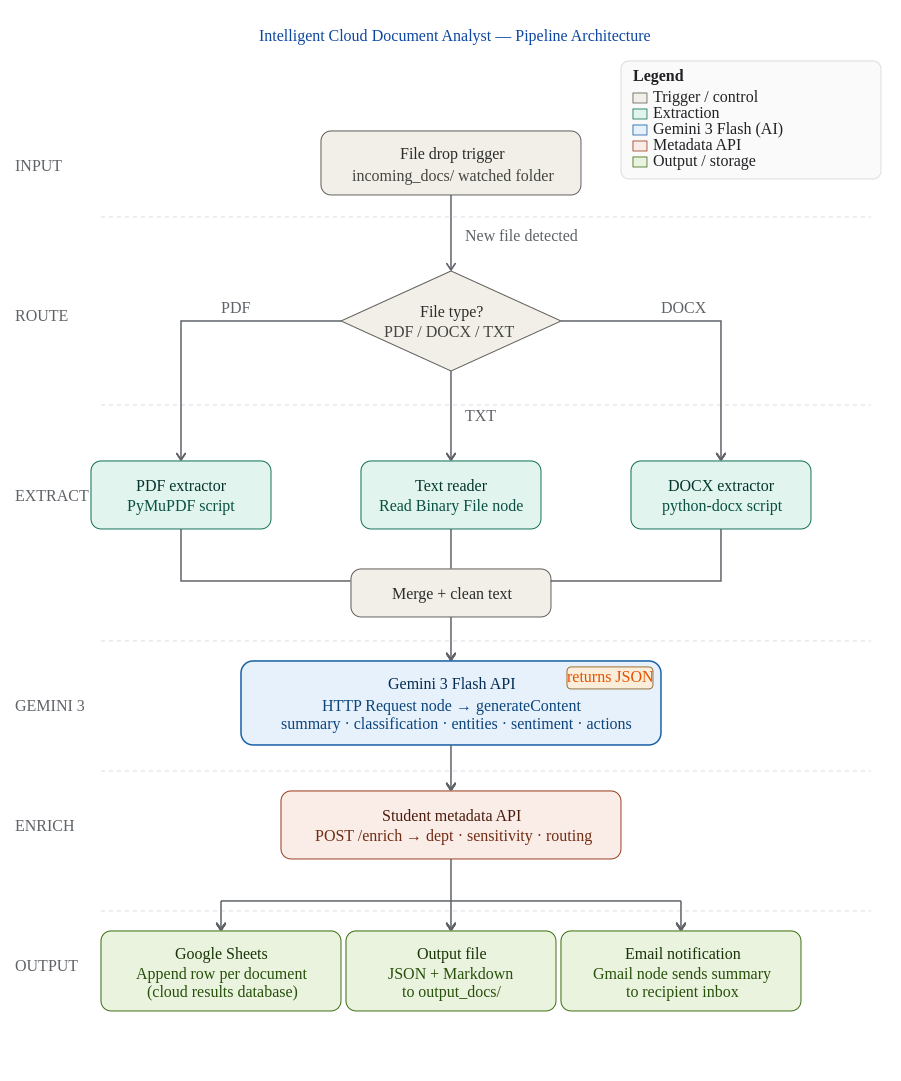 Intelligent Cloud Document Analyst — Pipeline Architecture
Legend
Trigger / control
Extraction
Gemini 3 Flash (AI)
Metadata API
Output / storage
INPUT
File drop trigger
incoming_docs/ watched folder
New file detected
ROUTE
PDF
File type?
PDF / DOCX / TXT
DOCX
TXT
EXTRACT
PDF extractor
PyMuPDF script
Text reader
Read Binary File node
DOCX extractor
python-docx script
Merge + clean text
GEMINI 3
Gemini 3 Flash API
returns JSON
HTTP Request node → generateContent
summary · classification · entities · sentiment · actions
ENRICH
Student metadata API
POST /enrich → dept · sensitivity · routing
OUTPUT
Google Sheets
Append row per document
(cloud results database)
Output file
JSON + Markdown
to output_docs/
Email notification
Gmail node sends summary
to recipient inbox